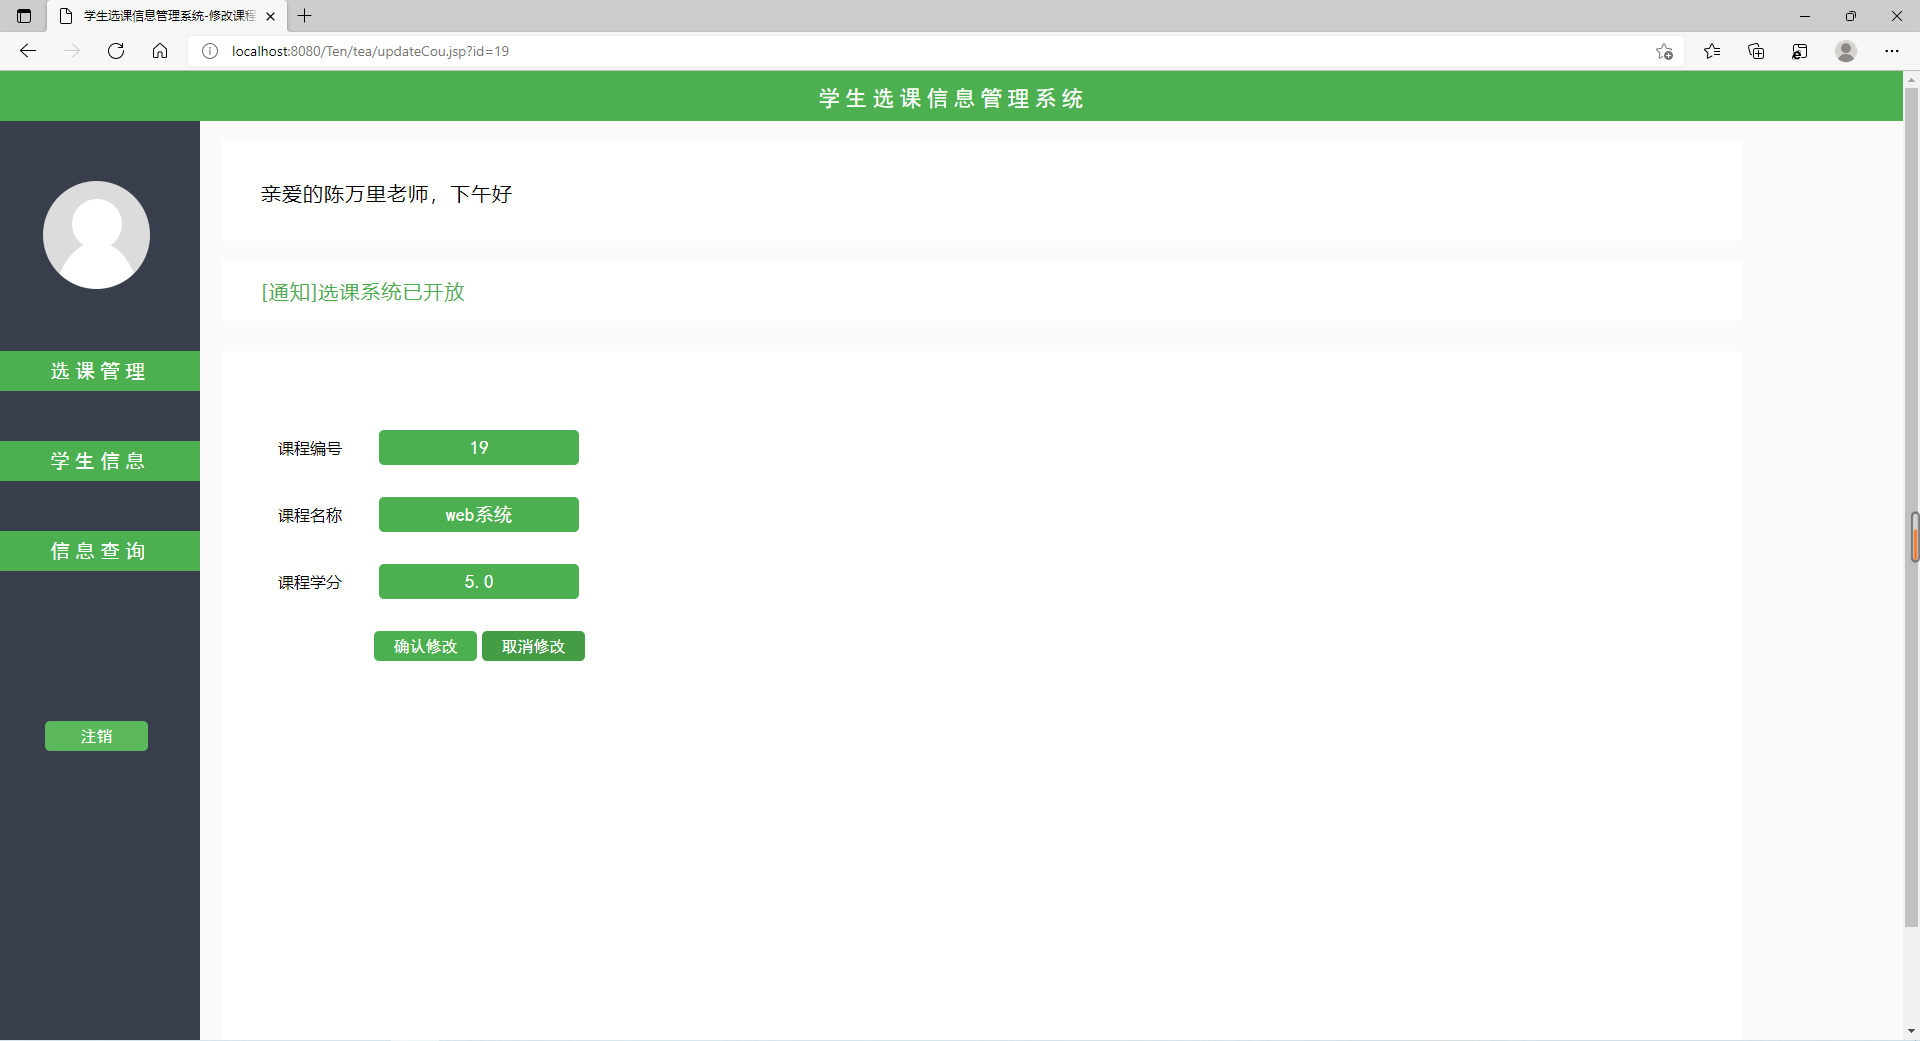 学生选课信息管理系统-修改课程
localhost:8080/Ten/tea/updateCou.jsp?id=19
学生选课信息管理系统
亲爱的陈万里老师，下午好
[通知]选课系统已开放
选课管理
学生信息
信息查询
注销
课程编号 19
课程名称 web系统
课程学分 5.0
确认修改 取消修改